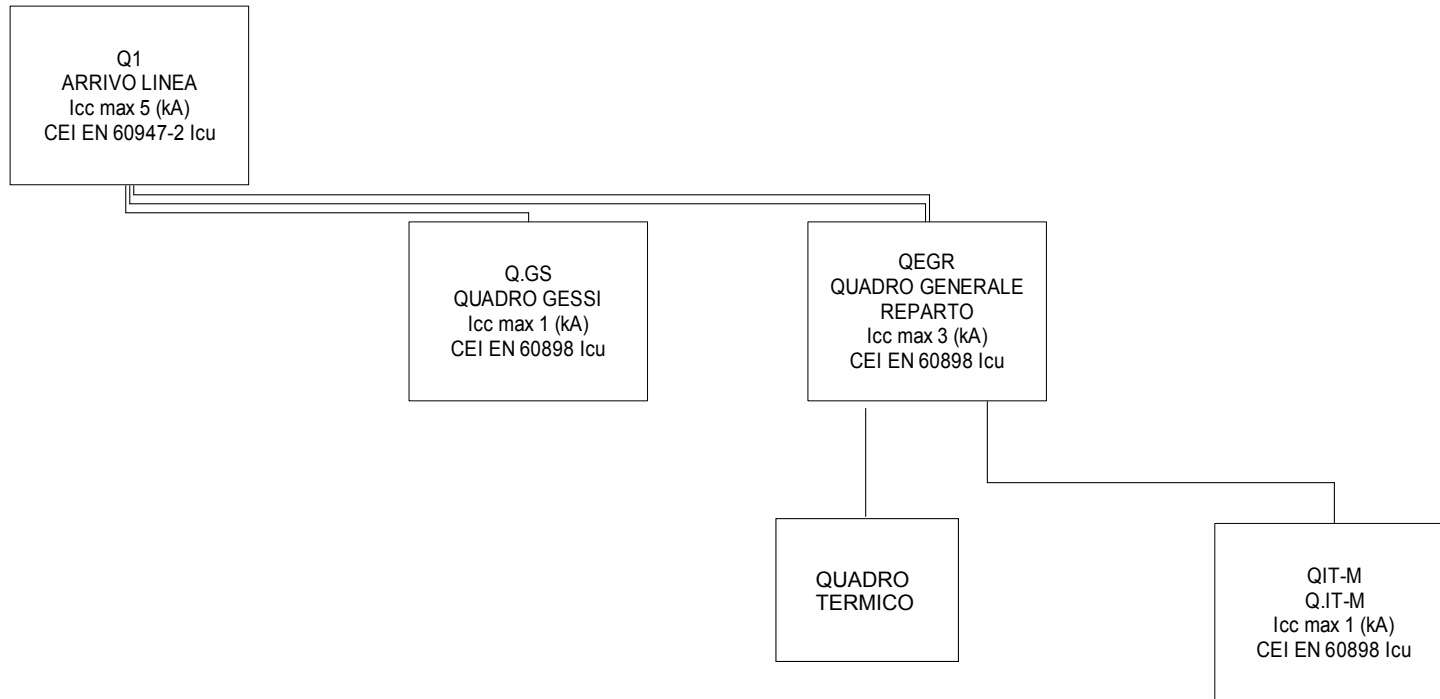 Q1
ARRIVO LINEA
Icc max 5 (kA)
CEI EN 60947-2 Icu
Q.GS
QUADRO GESSI
Icc max 1 (kA)
CEI EN 60898 Icu
QEGR
QUADRO GENERALE
REPARTO
Icc max 3 (kA)
CEI EN 60898 Icu
QUADRO
TERMICO
QIT-M
Q.IT-M
Icc max 1 (kA)
CEI EN 60898 Icu